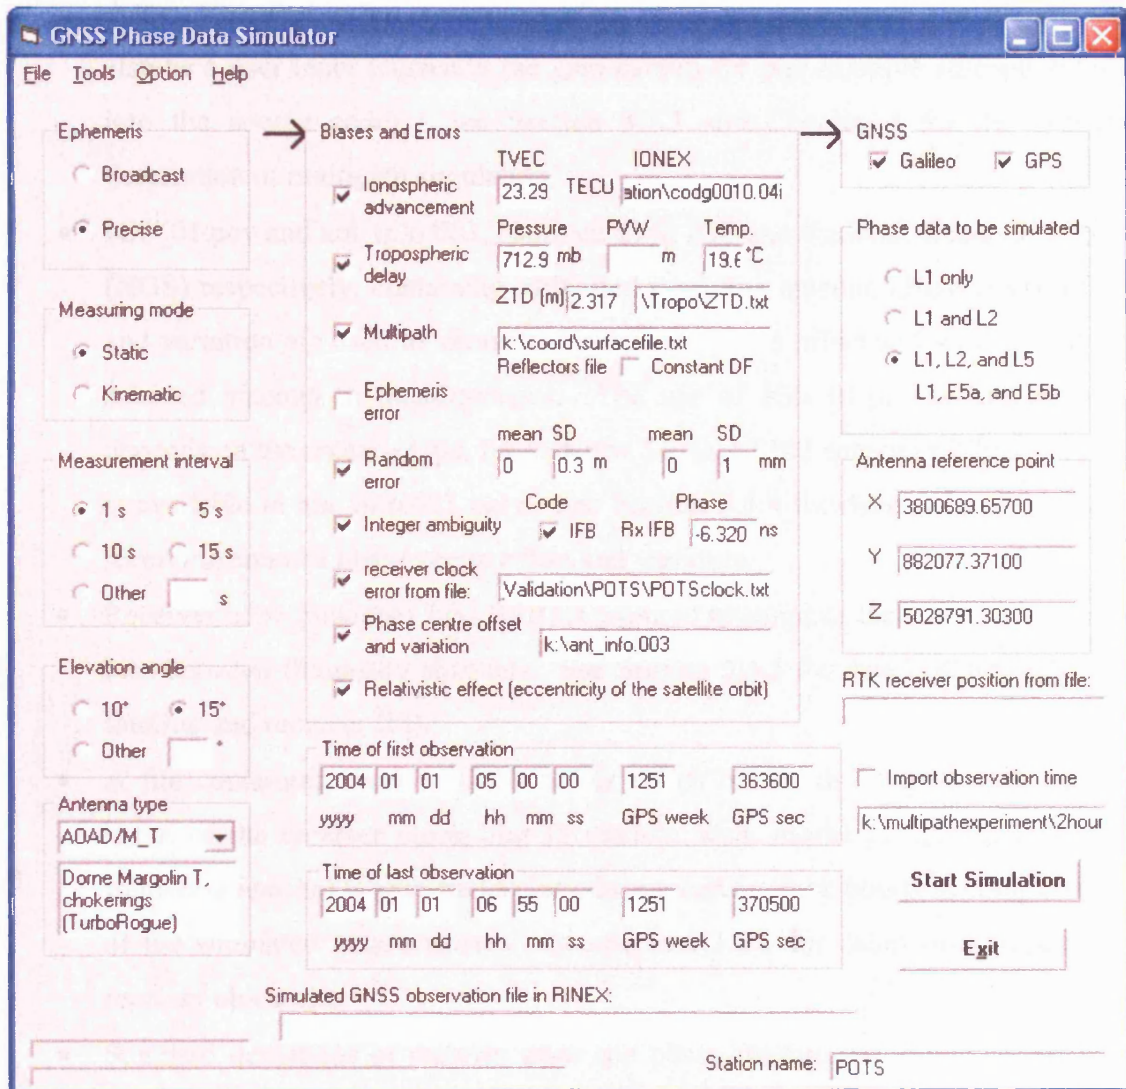 GNSS Phase Data Simulator
File Tools Option Help
Ephemeris
Broadcast
Precise
Measuring mode
Static
Kinematic
Measurement interval
1 s 5 s
10 s 15 s
Other s
Elevation angle
10° 15°
Other °
Antenna type
AOAD/M_T
Dorne Margolin T,
chokerings
(TurboRogue)
Biases and Errors
TVEC IONEX
Ionospheric advancement 23.29 TECU ation\codg0010.04i
Pressure PVW Temp.
Tropospheric delay 712.9 mb m 19.6 °C
ZTD (m) 2.317 \Tropo\ZTD.txt
Multipath k:\coord\surfacefile.txt
Reflectors file Constant DF
Ephemeris error
mean SD mean SD
Random error 0 0.3 m 0 1 mm
Code Phase
Integer ambiguity IFB Rx IFB -6.320 ns
receiver clock error from file: Validation\POTS\POTSclock.txt
Phase centre offset and variation k:\ant_info.003
Relativistic effect (eccentricity of the satellite orbit)
Time of first observation
2004 01 01 05 00 00 1251 363600
yyyy mm dd hh mm ss GPS week GPS sec
Time of last observation
2004 01 01 06 55 00 1251 370500
yyyy mm dd hh mm ss GPS week GPS sec
GNSS
Galileo GPS
Phase data to be simulated
L1 only
L1 and L2
L1, L2, and L5
L1, E5a, and E5b
Antenna reference point
X 3800689.65700
Y 882077.37100
Z 5028791.30300
RTK receiver position from file:
Import observation time
k:\multipathexperiment\2hour
Start Simulation
Exit
Simulated GNSS observation file in RINEX:
Station name: POTS